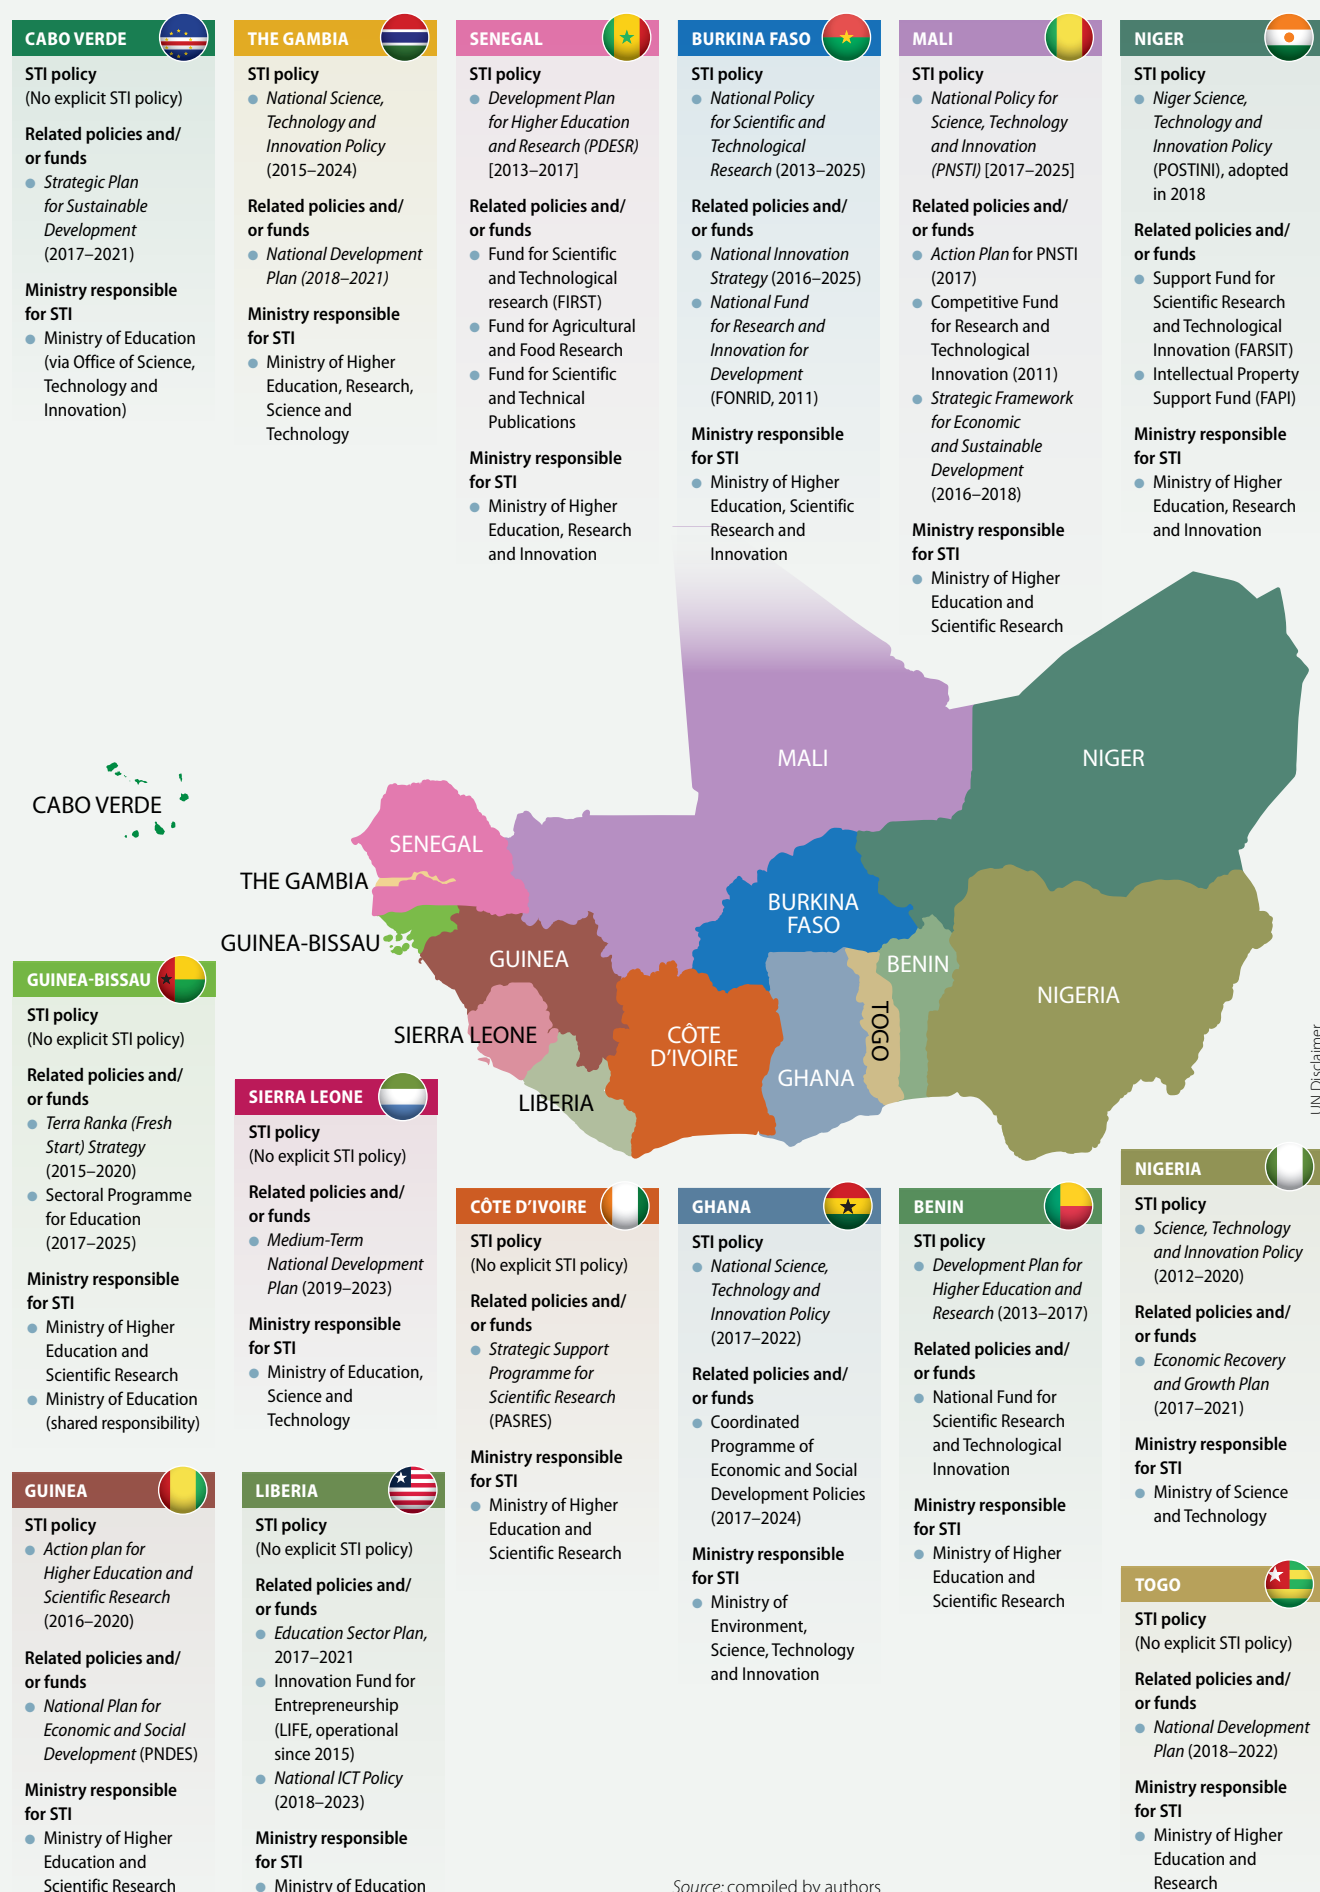 CABO VERDE
STI policy
(No explicit STI policy)
Related policies and/
or funds
Strategic Plan
for Sustainable
Development
(2017–2021)
Ministry responsible
for STI
Ministry of Education
(via Office of Science,
Technology and
Innovation)
THE GAMBIA
STI policy
National Science,
Technology and
Innovation Policy
(2015–2024)
Related policies and/
or funds
National Development
Plan (2018–2021)
Ministry responsible
for STI
Ministry of Higher
Education, Research,
Science and
Technology
SENEGAL
STI policy
Development Plan
for Higher Education
and Research (PDESR)
[2013–2017]
Related policies and/
or funds
Fund for Scientific
and Technological
research (FIRST)
Fund for Agricultural
and Food Research
Fund for Scientific
and Technical
Publications
Ministry responsible
for STI
Ministry of Higher
Education, Research
and Innovation
BURKINA FASO
STI policy
National Policy
for Scientific and
Technological
Research (2013–2025)
Related policies and/
or funds
National Innovation
Strategy (2016–2025)
National Fund
for Research and
Innovation for
Development
(FONRID, 2011)
Ministry responsible
for STI
Ministry of Higher
Education, Scientific
Research and
Innovation
MALI
STI policy
National Policy for
Science, Technology
and Innovation
(PNSTI) [2017–2025]
Related policies and/
or funds
Action Plan for PNSTI
(2017)
Competitive Fund
for Research and
Technological
Innovation (2011)
Strategic Framework
for Economic
and Sustainable
Development
(2016–2018)
Ministry responsible
for STI
Ministry of Higher
Education and
Scientific Research
NIGER
STI policy
Niger Science,
Technology and
Innovation Policy
(POSTINI), adopted
in 2018
Related policies and/
or funds
Support Fund for
Scientific Research
and Technological
Innovation (FARSIT)
Intellectual Property
Support Fund (FAPI)
Ministry responsible
for STI
Ministry of Higher
Education, Research
and Innovation
MALI
NIGER
CABO VERDE
SENEGAL
THE GAMBIA
BURKINA
FASO
GUINEA-BISSAU
GUINEA
BENIN
NIGERIA
SIERRA LEONE
CÔTE
D'IVOIRE
TOGO
GHANA
LIBERIA
UN Disclaimer
GUINEA-BISSAU
STI policy
(No explicit STI policy)
Related policies and/
or funds
Terra Ranka (Fresh
Start) Strategy
(2015–2020)
Sectoral Programme
for Education
(2017–2025)
Ministry responsible
for STI
Ministry of Higher
Education and
Scientific Research
Ministry of Education
(shared responsibility)
SIERRA LEONE
STI policy
(No explicit STI policy)
Related policies and/
or funds
Medium-Term
National Development
Plan (2019–2023)
Ministry responsible
for STI
Ministry of Education,
Science and
Technology
CÔTE D'IVOIRE
STI policy
(No explicit STI policy)
Related policies and/
or funds
Strategic Support
Programme for
Scientific Research
(PASRES)
Ministry responsible
for STI
Ministry of Higher
Education and
Scientific Research
GHANA
STI policy
National Science,
Technology and
Innovation Policy
(2017–2022)
Related policies and/
or funds
Coordinated
Programme of
Economic and Social
Development Policies
(2017–2024)
Ministry responsible
for STI
Ministry of
Environment,
Science, Technology
and Innovation
BENIN
STI policy
Development Plan for
Higher Education and
Research (2013–2017)
Related policies and/
or funds
National Fund for
Scientific Research
and Technological
Innovation
Ministry responsible
for STI
Ministry of Higher
Education and
Scientific Research
NIGERIA
STI policy
Science, Technology
and Innovation Policy
(2012–2020)
Related policies and/
or funds
Economic Recovery
and Growth Plan
(2017–2021)
Ministry responsible
for STI
Ministry of Science
and Technology
GUINEA
STI policy
Action plan for
Higher Education and
Scientific Research
(2016–2020)
Related policies and/
or funds
National Plan for
Economic and Social
Development (PNDES)
Ministry responsible
for STI
Ministry of Higher
Education and
Scientific Research
LIBERIA
STI policy
(No explicit STI policy)
Related policies and/
or funds
Education Sector Plan,
2017–2021
Innovation Fund for
Entrepreneurship
(LIFE, operational
since 2015)
National ICT Policy
(2018–2023)
Ministry responsible
for STI
Ministry of Education
TOGO
STI policy
(No explicit STI policy)
Related policies and/
or funds
National Development
Plan (2018–2022)
Ministry responsible
for STI
Ministry of Higher
Education and
Research
Source: compiled by authors